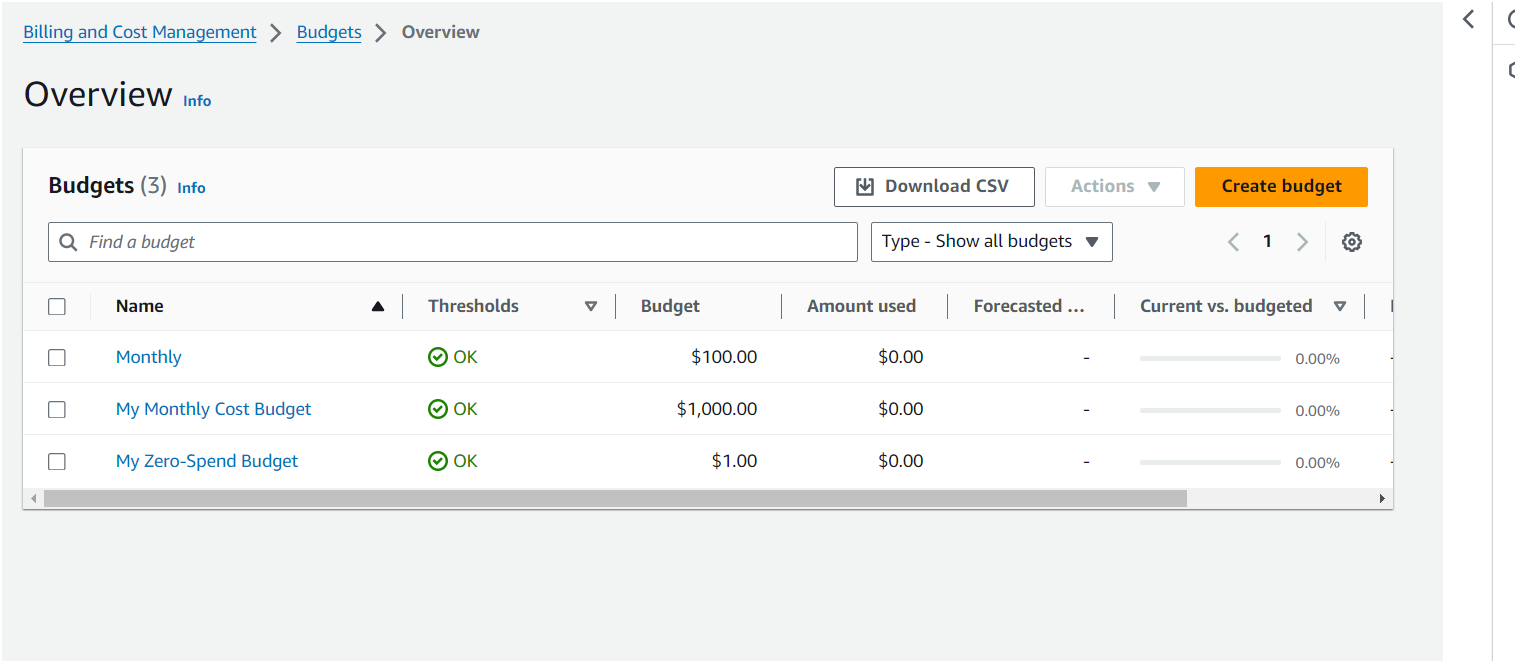 Billing and Cost Management > Budgets > Overview
Overview Info
Budgets (3) Info
Download CSV
Actions
Create budget
Find a budget
Type - Show all budgets
1
Name Thresholds Budget Amount used Forecasted ... Current vs. budgeted
Monthly OK $100.00 $0.00 - 0.00%
My Monthly Cost Budget OK $1,000.00 $0.00 - 0.00%
My Zero-Spend Budget OK $1.00 $0.00 - 0.00%